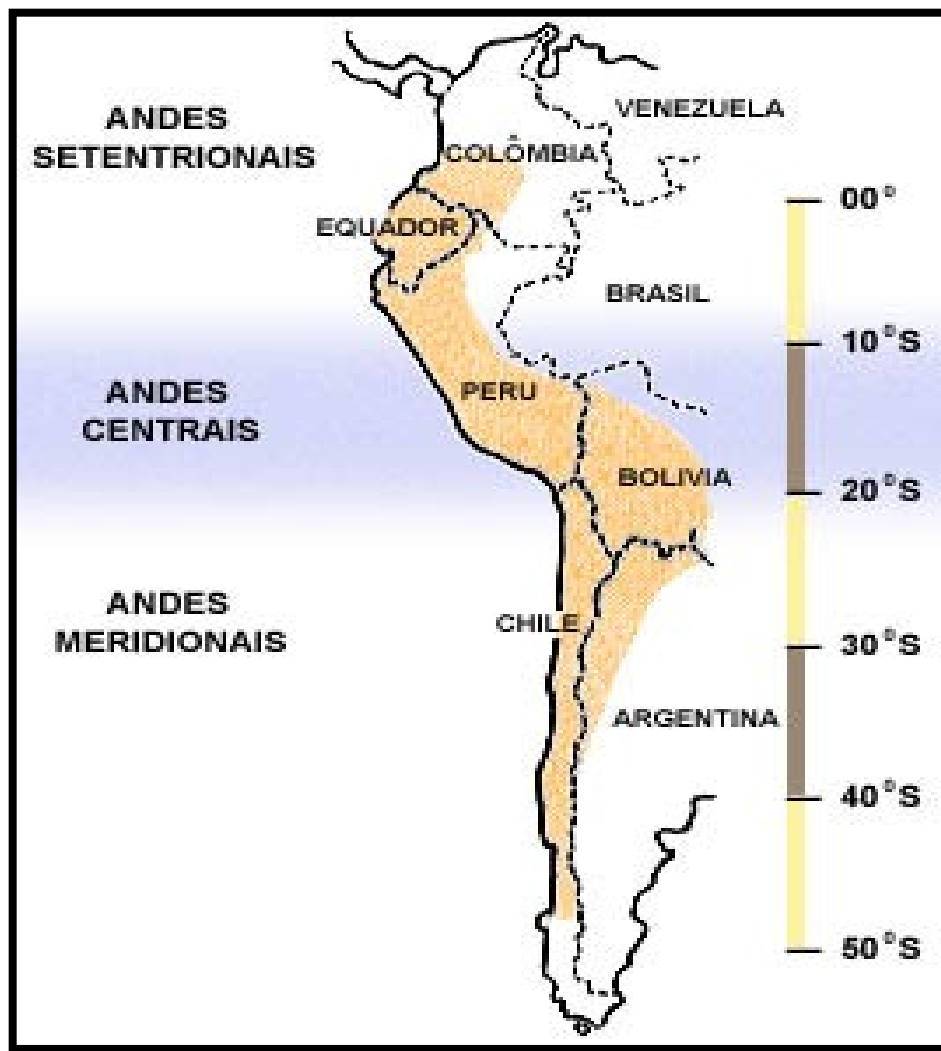 ANDES
SETENTRIONAIS
VENEZUELA
COLÔMBIA
EQUADOR
BRASIL
ANDES
CENTRAIS
PERU
BOLIVIA
ANDES
MERIDIONAIS
CHILE
ARGENTINA
00°
10°S
20°S
30°S
40°S
50°S